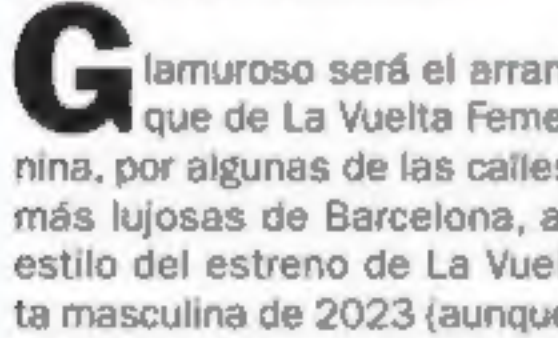 Glamuroso será el arran
que de La Vuelta Feme
nina, por algunas de las calles
más lujosas de Barcelona, a
estilo del estreno de La Vuel
ta masculina de 2023 (aunque